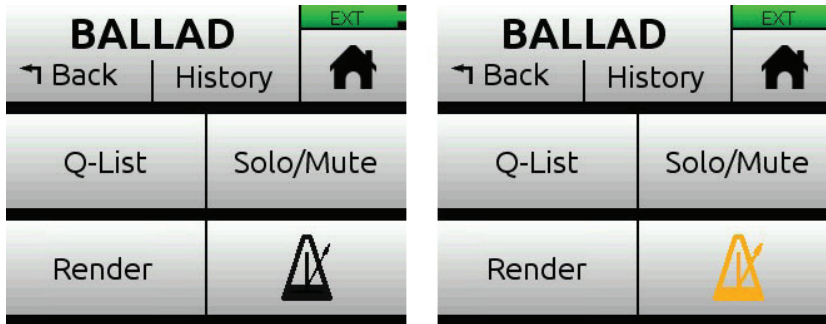 BALLAD
EXT
Back
History
Q-List
Solo/Mute
Render
BALLAD
EXT
Back
History
Q-List
Solo/Mute
Render